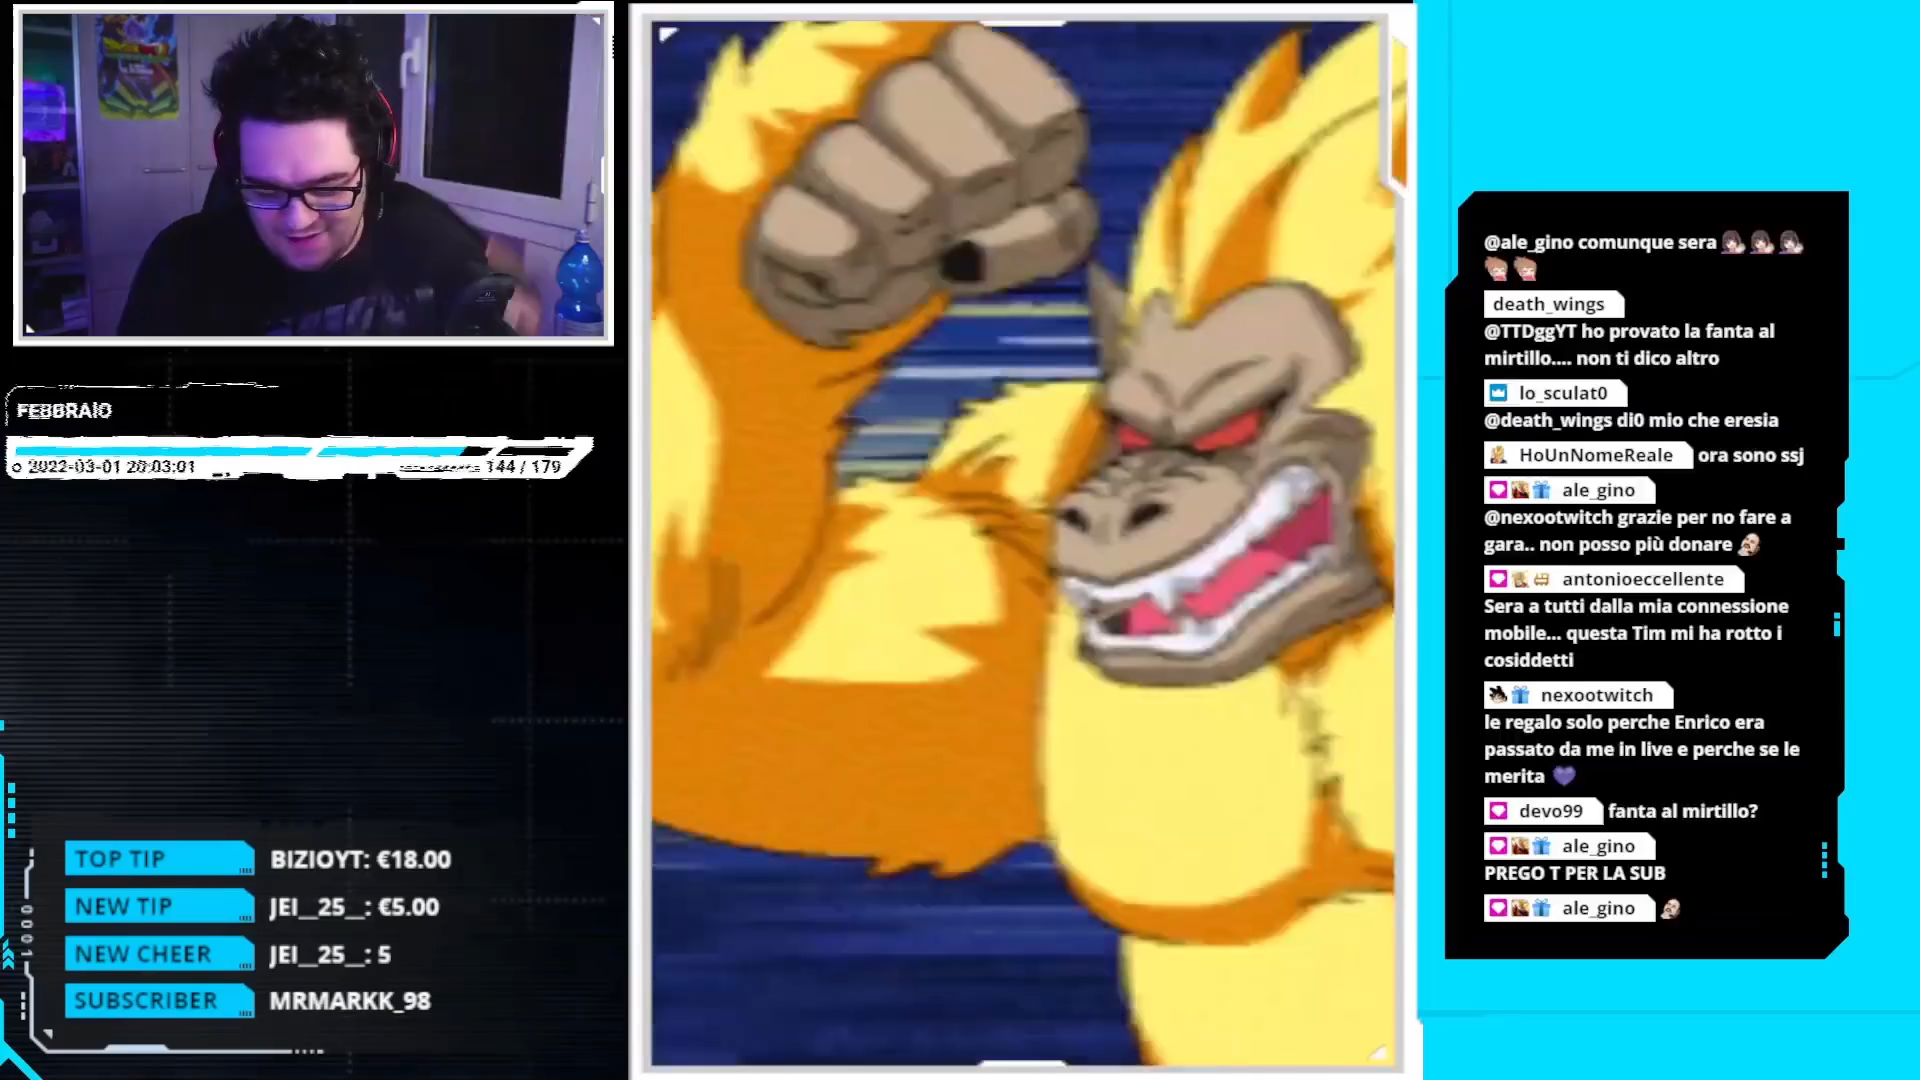 FEBBRAIO
2022-03-01 20:03:01
144 / 179
TOP TIP BIZIOYT: €18.00
NEW TIP JEI__25__: €5.00
NEW CHEER JEI__25__: 5
SUBSCRIBER MRMARKK_98
0001
@ale_gino comunque sera
death_wings
@TTDggYT ho provato la fanta al
mirtillo.... non ti dico altro
lo_sculat0
@death_wings di0 mio che eresia
HoUnNomeReale ora sono ssj
ale_gino
@nexootwitch grazie per no fare a
gara.. non posso più donare
antonioeccellente
Sera a tutti dalla mia connessione
mobile... questa Tim mi ha rotto i
cosiddetti
nexootwitch
le regalo solo perche Enrico era
passato da me in live e perche se le
merita
devo99 fanta al mirtillo?
ale_gino
PREGO T PER LA SUB
ale_gino